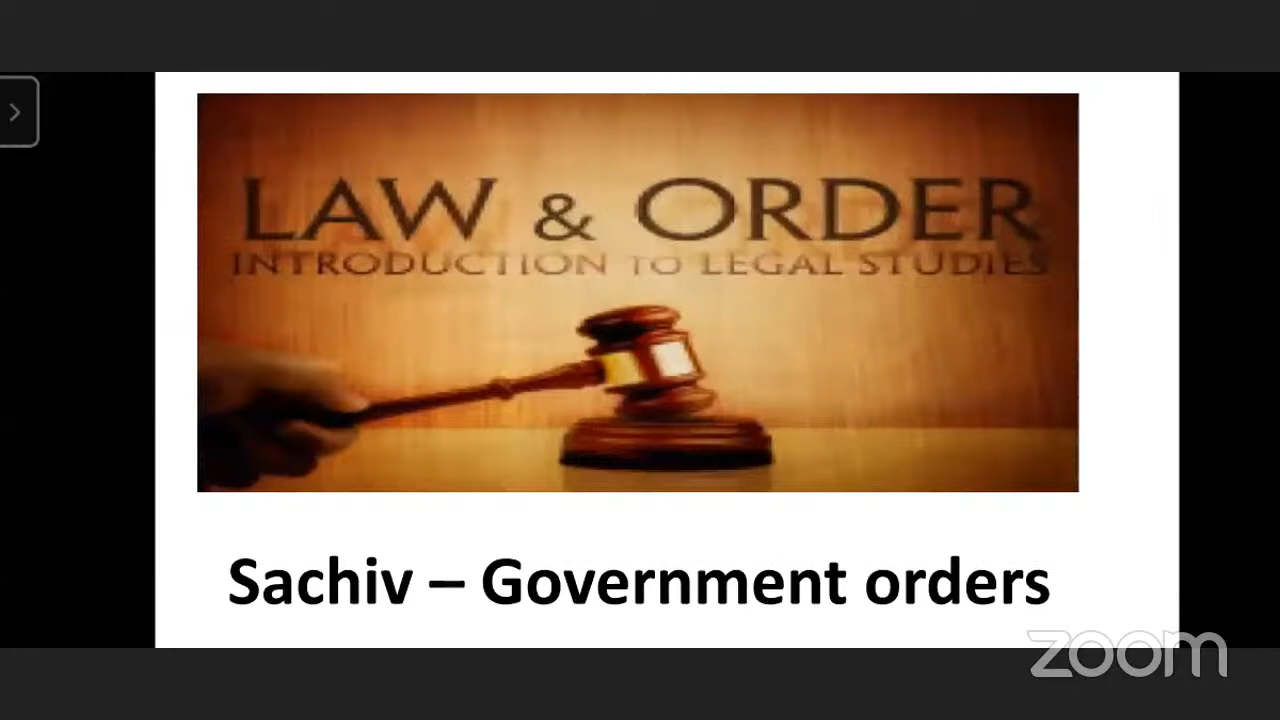 LAW & ORDER
INTRODUCTION TO LEGAL STUDIES
Sachiv – Government orders
zoom